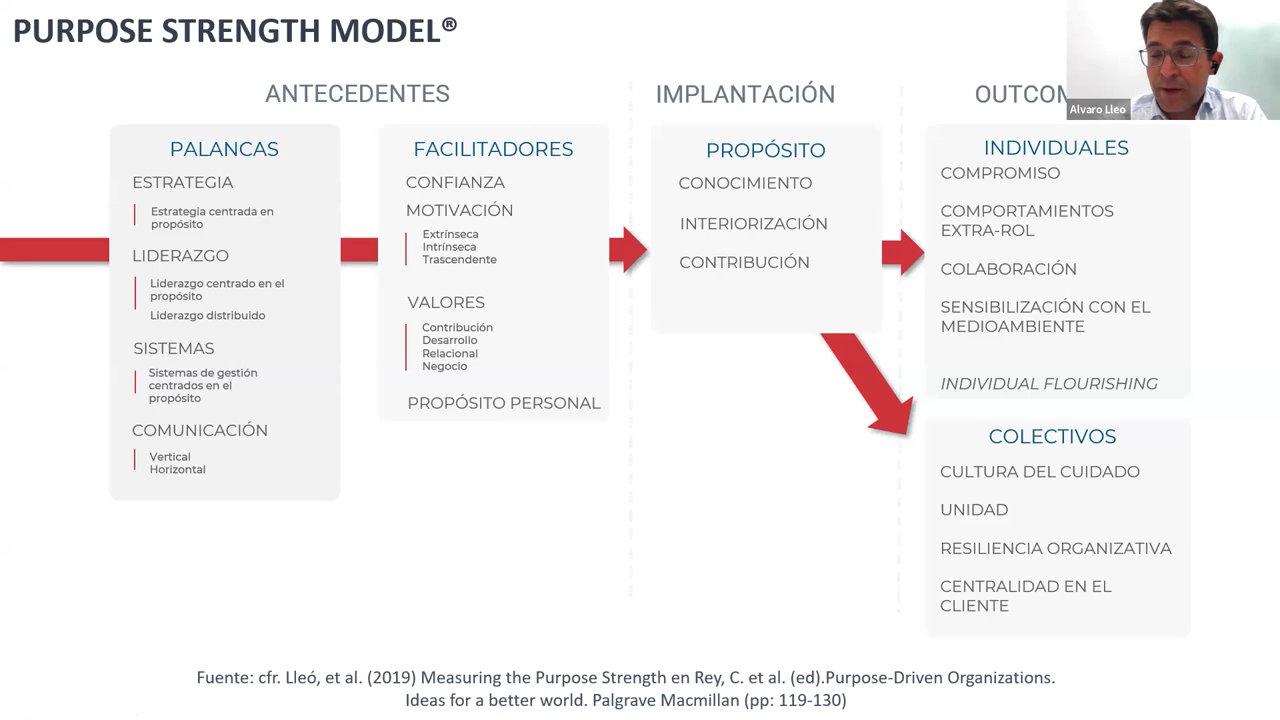 PURPOSE STRENGTH MODEL®
Alvaro Lleo
ANTECEDENTES
IMPLANTACIÓN
PALANCAS
ESTRATEGIA
Estrategia centrada en
propósito
LIDERAZGO
Liderazgo centrado en el
propósito
Liderazgo distribuido
SISTEMAS
Sistemas de gestión
centrados en el
propósito
COMUNICACIÓN
Vertical
Horizontal
FACILITADORES
CONFIANZA
MOTIVACIÓN
Extrínseca
Intrínseca
Trascendente
VALORES
Contribución
Desarrollo
Relacional
Negocio
PROPÓSITO PERSONAL
PROPÓSITO
CONOCIMIENTO
INTERIORIZACIÓN
CONTRIBUCIÓN
INDIVIDUALES
COMPROMISO
COMPORTAMIENTOS
EXTRA-ROL
COLABORACIÓN
SENSIBILIZACIÓN CON EL
MEDIOAMBIENTE
INDIVIDUAL FLOURISHING
COLECTIVOS
CULTURA DEL CUIDADO
UNIDAD
RESILIENCIA ORGANIZATIVA
CENTRALIDAD EN EL
CLIENTE
Fuente: cfr. Lleó, et al. (2019) Measuring the Purpose Strength en Rey, C. et al. (ed).Purpose-Driven Organizations.
Ideas for a better world. Palgrave Macmillan (pp: 119-130)